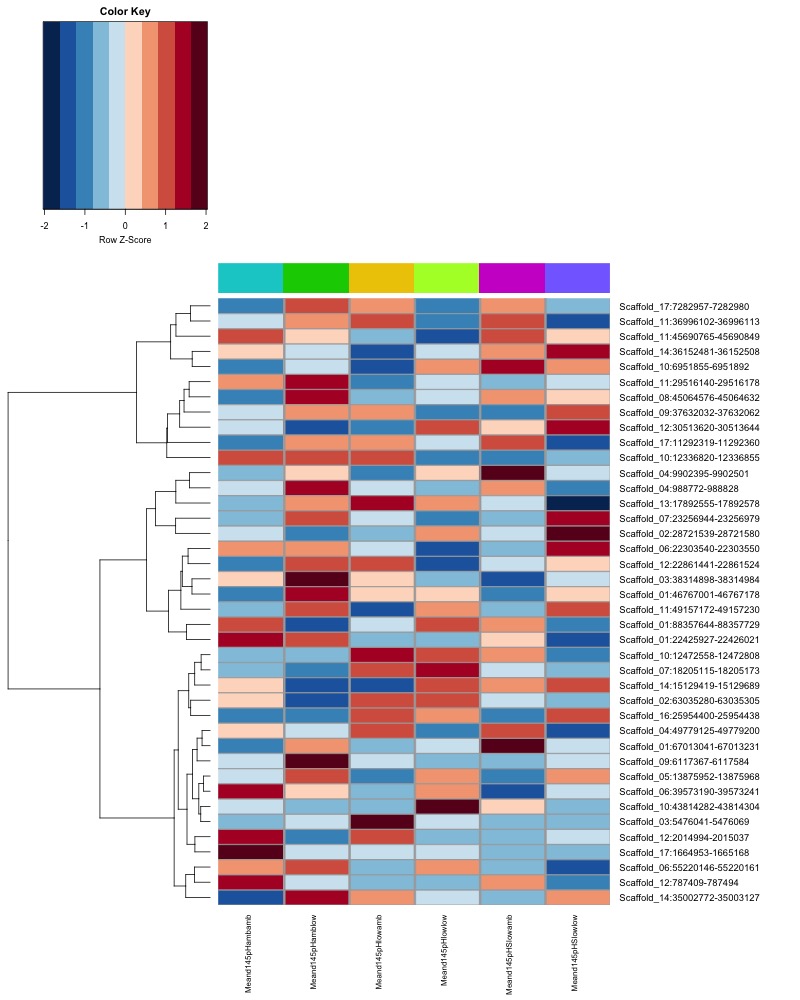 Color Key
-2 -1 0 1 2
Row Z-Score
Scaffold_17:7282957-7282980
Scaffold_11:36996102-36996113
Scaffold_11:45690765-45690849
Scaffold_14:36152481-36152508
Scaffold_10:6951855-6951892
Scaffold_11:29516140-29516178
Scaffold_08:45064576-45064632
Scaffold_09:37632032-37632062
Scaffold_12:30513620-30513644
Scaffold_17:11292319-11292360
Scaffold_10:12336820-12336855
Scaffold_04:9902395-9902501
Scaffold_04:988772-988828
Scaffold_13:17892555-17892578
Scaffold_07:23256944-23256979
Scaffold_02:28721539-28721580
Scaffold_06:22303540-22303550
Scaffold_12:22861441-22861524
Scaffold_03:38314898-38314984
Scaffold_01:46767001-46767178
Scaffold_11:49157172-49157230
Scaffold_01:88357644-88357729
Scaffold_01:22425927-22426021
Scaffold_10:12472558-12472808
Scaffold_07:18205115-18205173
Scaffold_14:15129419-15129689
Scaffold_02:63035280-63035305
Scaffold_16:25954400-25954438
Scaffold_04:49779125-49779200
Scaffold_01:67013041-67013231
Scaffold_09:6117367-6117584
Scaffold_05:13875952-13875968
Scaffold_06:39573190-39573241
Scaffold_10:43814282-43814304
Scaffold_03:5476041-5476069
Scaffold_12:2014994-2015037
Scaffold_17:1664953-1665168
Scaffold_06:55220146-55220161
Scaffold_12:787409-787494
Scaffold_14:35002772-35003127
Meand145pHambamb
Meand145pHamblow
Meand145pHlowamb
Meand145pHlowlow
Meand145pHSlowamb
Meand145pHSlowlow